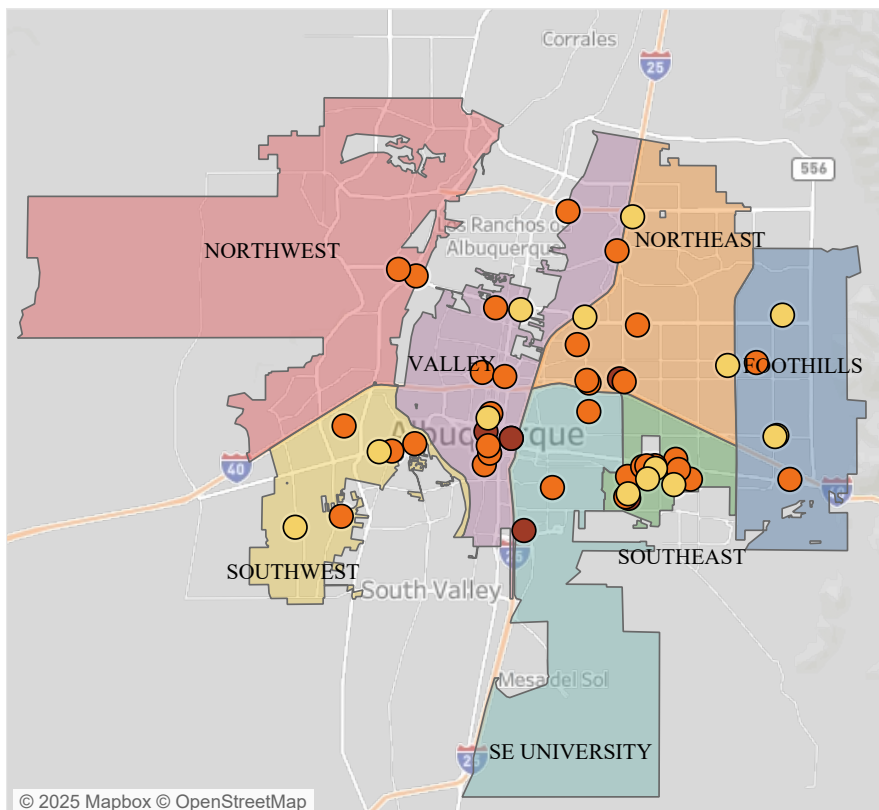 Corrales
25
556
NORTHWEST
Ranchos de
Albuquerque
NORTHEAST
VALLEY
FOOTHILLS
Albuquerque
40
40
SOUTHWEST
25
SOUTHEAST
South Valley
Mesa del Sol
SE UNIVERSITY
25
© 2025 Mapbox © OpenStreetMap